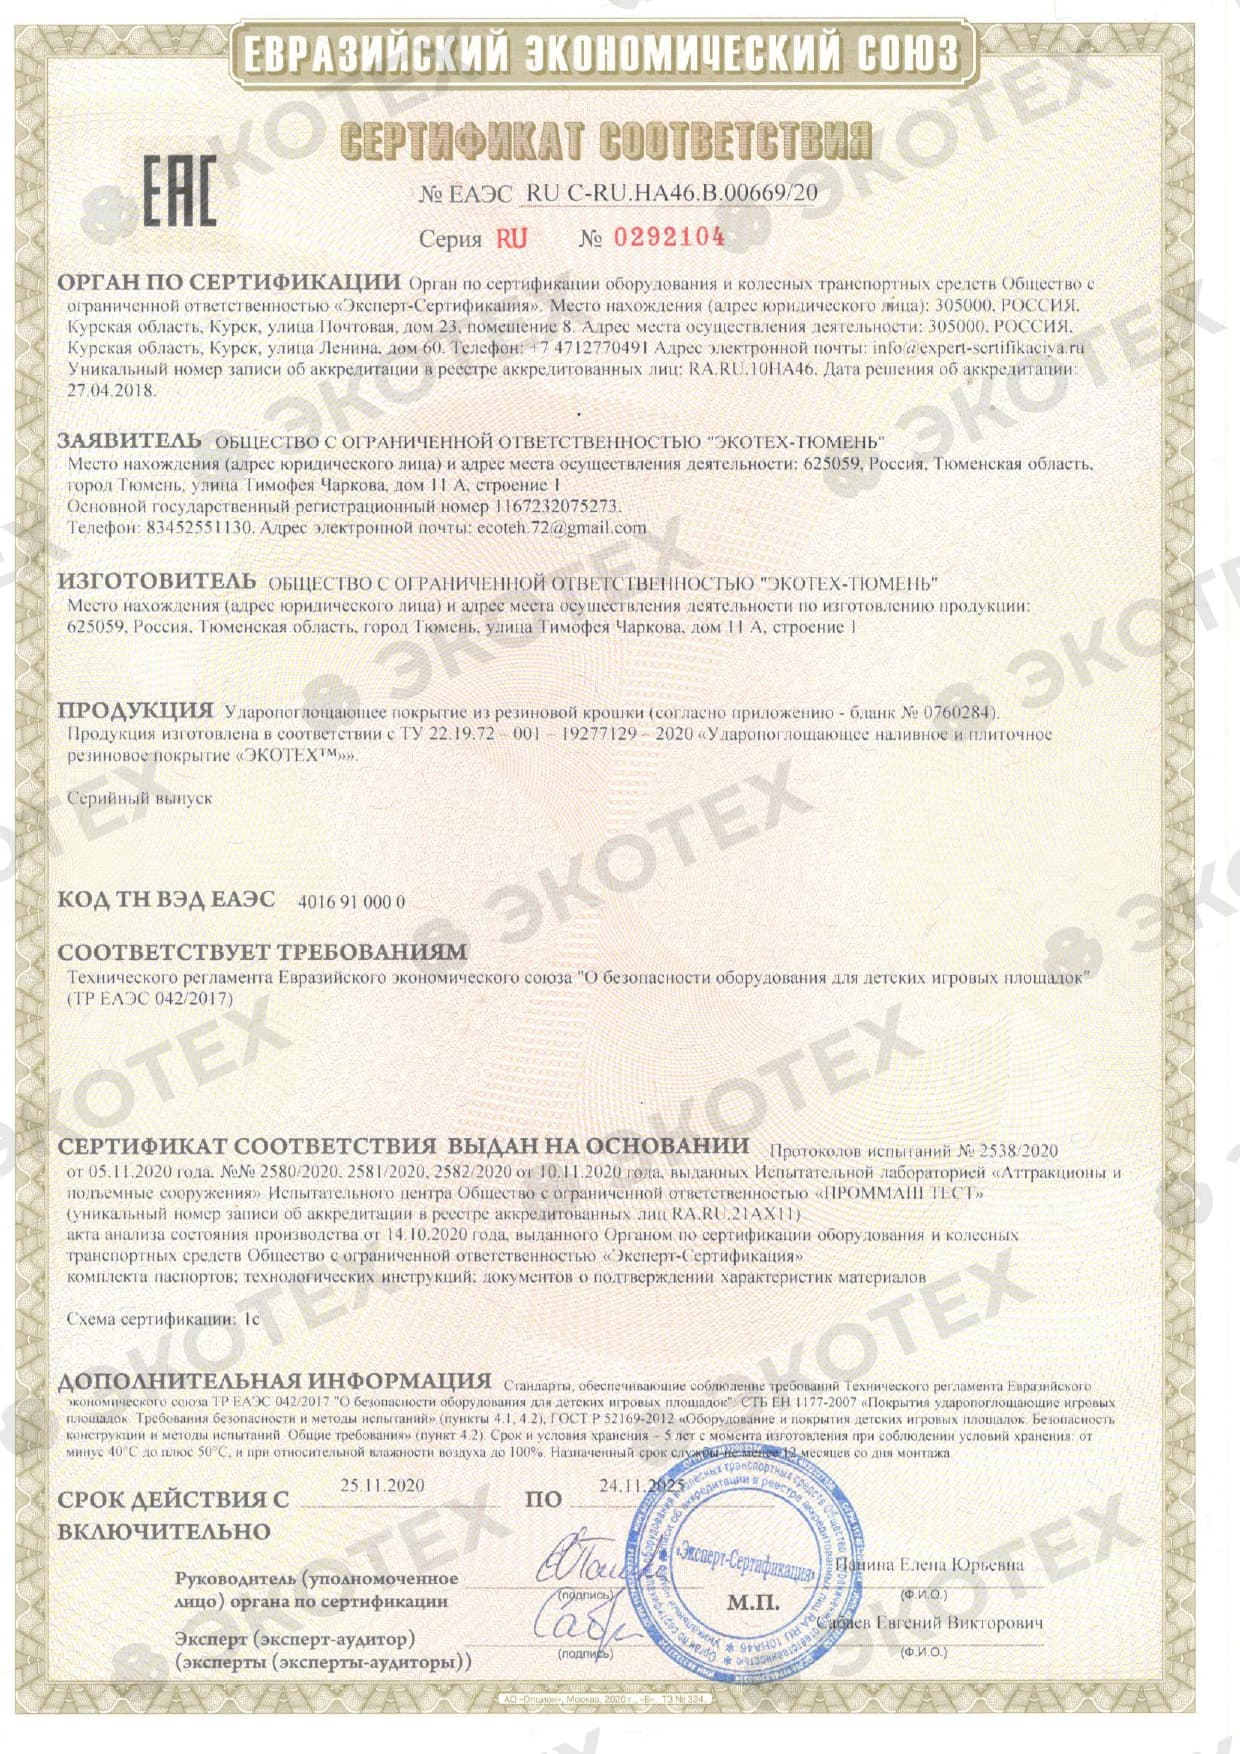 ЕВРАЗИЙСКИЙ ЭКОНОМИЧЕСКИЙ СОЮЗ
СЕРТИФИКАТ СООТВЕТСТВИЯ
ЕАС
№ ЕАЭС RU С-RU.НА46.В.00669/20
Серия RU № 0292104
ОРГАН ПО СЕРТИФИКАЦИИ Орган по сертификации оборудования и колесных транспортных средств Общество с
ограниченной ответственностью «Эксперт-Сертификация». Место нахождения (адрес юридического лица): 305000, РОССИЯ,
Курская область, Курск, улица Почтовая, дом 23, помещение 8. Адрес места осуществления деятельности: 305000, РОССИЯ,
Курская область, Курск, улица Ленина, дом 60. Телефон: +7 4712770491 Адрес электронной почты: info@expert-sertifikaciya.ru
Уникальный номер записи об аккредитации в реестре аккредитованных лиц: RA.RU.10НА46. Дата решения об аккредитации:
27.04.2018.
ЗАЯВИТЕЛЬ ОБЩЕСТВО С ОГРАНИЧЕННОЙ ОТВЕТСТВЕННОСТЬЮ "ЭКОТЕХ-ТЮМЕНЬ"
Место нахождения (адрес юридического лица) и адрес места осуществления деятельности: 625059, Россия, Тюменская область,
город Тюмень, улица Тимофея Чаркова, дом 11 А, строение 1
Основной государственный регистрационный номер 1167232075273.
Телефон: 83452551130. Адрес электронной почты: ecoteh.72@gmail.com
ИЗГОТОВИТЕЛЬ ОБЩЕСТВО С ОГРАНИЧЕННОЙ ОТВЕТСТВЕННОСТЬЮ "ЭКОТЕХ-ТЮМЕНЬ"
Место нахождения (адрес юридического лица) и адрес места осуществления деятельности по изготовлению продукции:
625059, Россия, Тюменская область, город Тюмень, улица Тимофея Чаркова, дом 11 А, строение 1
ПРОДУКЦИЯ Ударопоглощающее покрытие из резиновой крошки (согласно приложению - бланк № 0760284).
Продукция изготовлена в соответствии с ТУ 22.19.72 – 001 – 19277129 – 2020 «Ударопоглощающее наливное и плиточное
резиновое покрытие «ЭКОТЕХ™»».
Серийный выпуск
КОД ТН ВЭД ЕАЭС 4016 91 000 0
СООТВЕТСТВУЕТ ТРЕБОВАНИЯМ
Технического регламента Евразийского экономического союза "О безопасности оборудования для детских игровых площадок"
(ТР ЕАЭС 042/2017)
СЕРТИФИКАТ СООТВЕТСТВИЯ ВЫДАН НА ОСНОВАНИИ Протоколов испытаний № 2538/2020
от 05.11.2020 года, №№ 2580/2020, 2581/2020, 2582/2020 от 10.11.2020 года, выданных Испытательной лабораторией «Аттракционы и
подъемные сооружения» Испытательного центра Общество с ограниченной ответственностью «ПРОММАШ ТЕСТ»
(уникальный номер записи об аккредитации в реестре аккредитованных лиц RA.RU.21АХ11)
акта анализа состояния производства от 14.10.2020 года, выданного Органом по сертификации оборудования и колесных
транспортных средств Общество с ограниченной ответственностью «Эксперт-Сертификация»
комплекта паспортов; технологических инструкций; документов о подтверждении характеристик материалов
Схема сертификации: 1с
ДОПОЛНИТЕЛЬНАЯ ИНФОРМАЦИЯ Стандарты, обеспечивающие соблюдение требований Технического регламента Евразийского
экономического союза ТР ЕАЭС 042/2017 "О безопасности оборудования для детских игровых площадок": СТБ ЕН 1177-2007 «Покрытия ударопоглощающие игровых
площадок. Требования безопасности и методы испытаний» (пункты 4.1, 4.2), ГОСТ Р 52169-2012 «Оборудование и покрытия детских игровых площадок. Безопасность
конструкции и методы испытаний. Общие требования» (пункт 4.2). Срок и условия хранения – 5 лет с момента изготовления при соблюдении условий хранения: от
минус 40°С до плюс 50°С, и при относительной влажности воздуха до 100%. Назначенный срок службы не менее 12 месяцев со дня монтажа
СРОК ДЕЙСТВИЯ С 25.11.2020 ПО 24.11.2025
ВКЛЮЧИТЕЛЬНО
Руководитель (уполномоченное
лицо) органа по сертификации
(подпись)
Панина Елена Юрьевна
(Ф.И.О.)
М.П.
«Эксперт-Сертификация»
Эксперт (эксперт-аудитор)
(эксперты (эксперты-аудиторы))
(подпись)
Сабаев Евгений Викторович
(Ф.И.О.)
АО «Опцион», Москва, 2020 г., «Б». ТЗ № 334.
ЭКОТЕХ